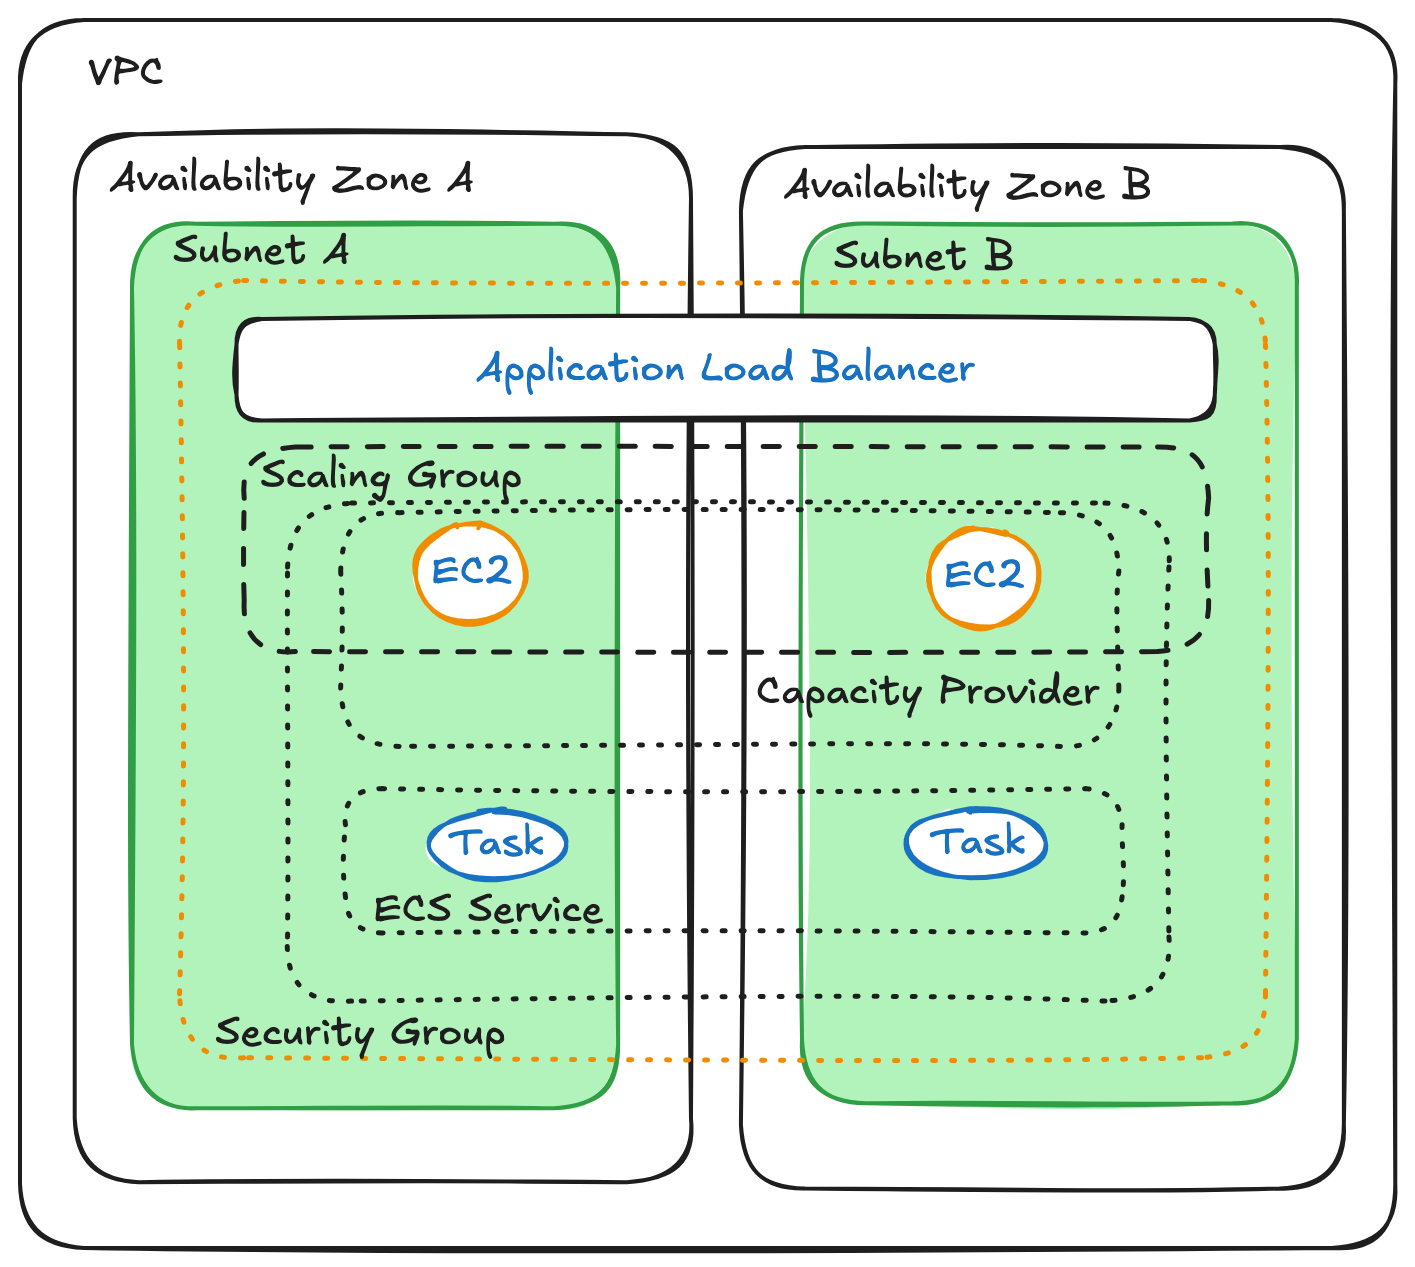 VPC
Availability Zone A
Availability Zone B
Subnet A
Subnet B
Application Load Balancer
Scaling Group
EC2
EC2
Capacity Provider
Task
Task
ECS Service
Security Group